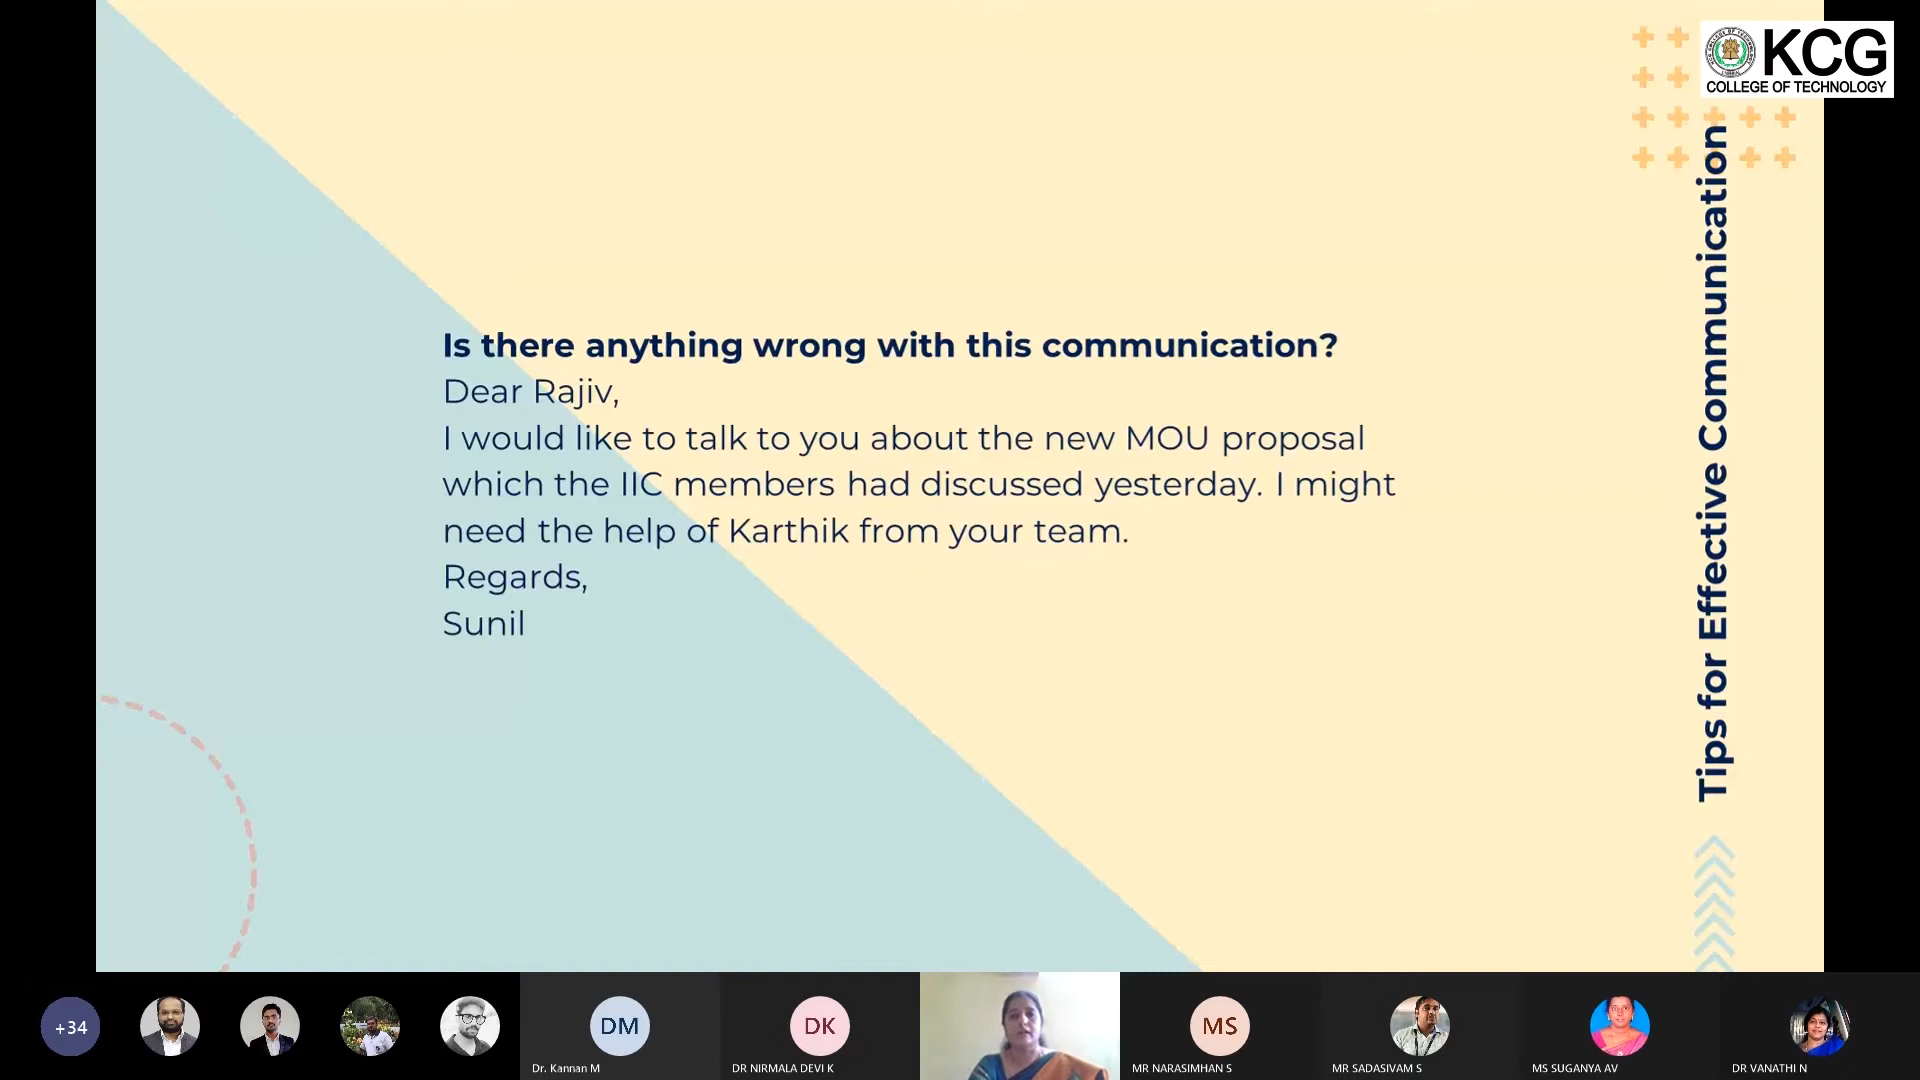 KCG
COLLEGE OF TECHNOLOGY
Tips for Effective Communication
Is there anything wrong with this communication?
Dear Rajiv,
I would like to talk to you about the new MOU proposal
which the IIC members had discussed yesterday. I might
need the help of Karthik from your team.
Regards,
Sunil
+34
DM
Dr. Kannan M
DK
DR NIRMALA DEVI K
MS
MR NARASIMHAN S
MR SADASIVAM S
MS SUGANYA AV
DR VANATHI N